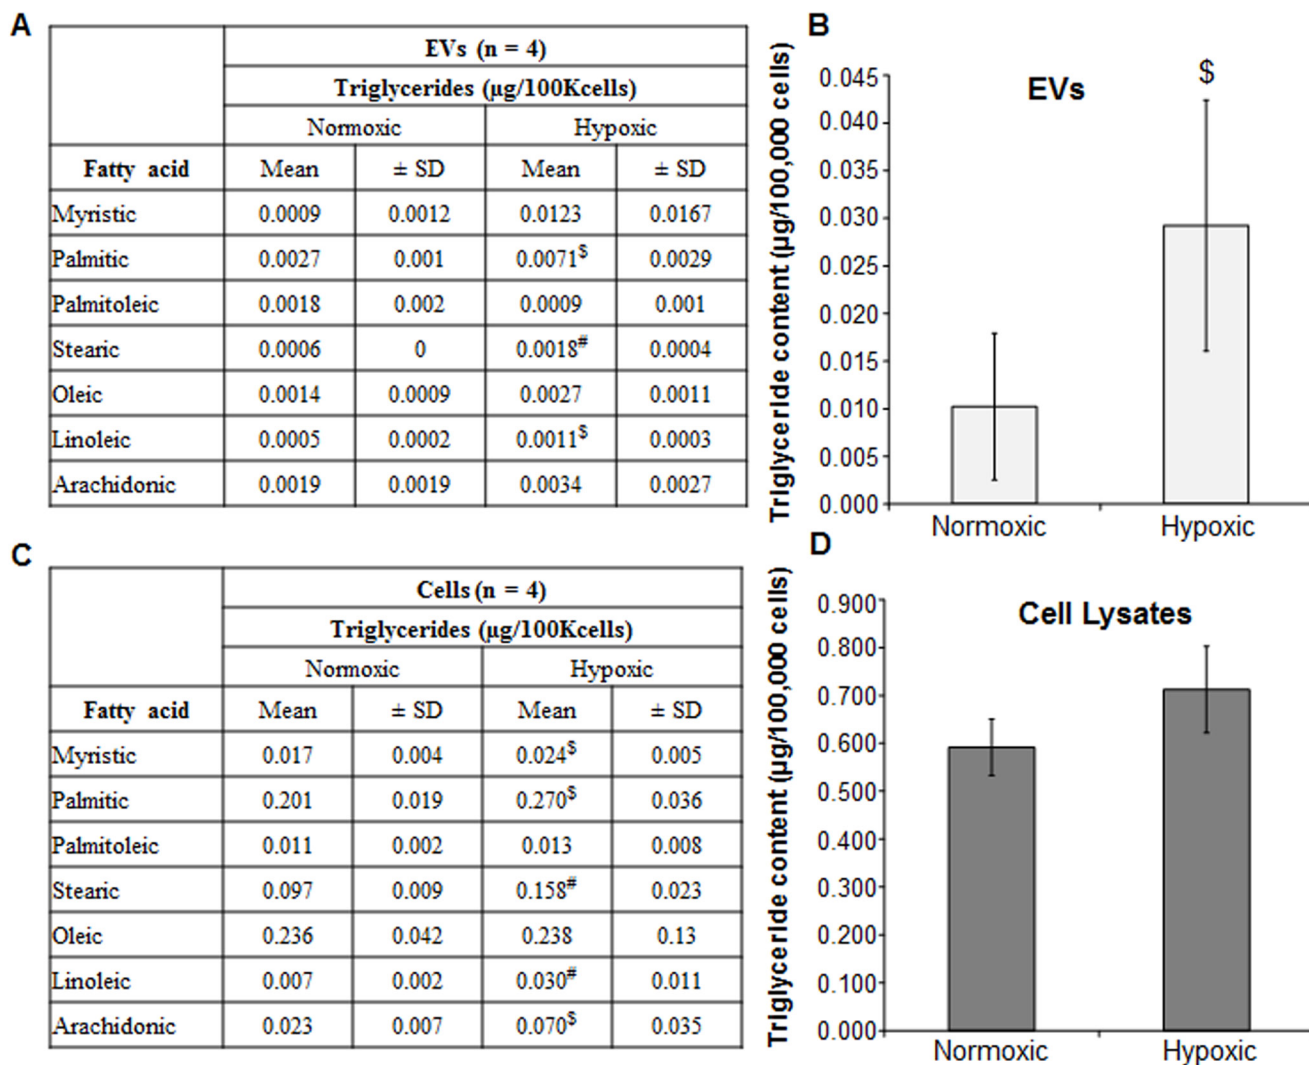 A
EVs (n = 4)
Triglycerides (µg/100Kcells)
Normoxic Hypoxic
Fatty acid Mean ± SD Mean ± SD
Myristic 0.0009 0.0012 0.0123 0.0167
Palmitic 0.0027 0.001 0.0071$ 0.0029
Palmitoleic 0.0018 0.002 0.0009 0.001
Stearic 0.0006 0 0.0018# 0.0004
Oleic 0.0014 0.0009 0.0027 0.0011
Linoleic 0.0005 0.0002 0.0011$ 0.0003
Arachidonic 0.0019 0.0019 0.0034 0.0027
B
Triglyceride content (µg/100,000 cells)
EVs
$
0.045
0.040
0.035
0.030
0.025
0.020
0.015
0.010
0.005
0.000
Normoxic Hypoxic
C
Cells (n = 4)
Triglycerides (µg/100Kcells)
Normoxic Hypoxic
Fatty acid Mean ± SD Mean ± SD
Myristic 0.017 0.004 0.024$ 0.005
Palmitic 0.201 0.019 0.270$ 0.036
Palmitoleic 0.011 0.002 0.013 0.008
Stearic 0.097 0.009 0.158# 0.023
Oleic 0.236 0.042 0.238 0.13
Linoleic 0.007 0.002 0.030# 0.011
Arachidonic 0.023 0.007 0.070$ 0.035
D
Triglyceride content (µg/100,000 cells)
Cell Lysates
0.900
0.800
0.700
0.600
0.500
0.400
0.300
0.200
0.100
0.000
Normoxic Hypoxic